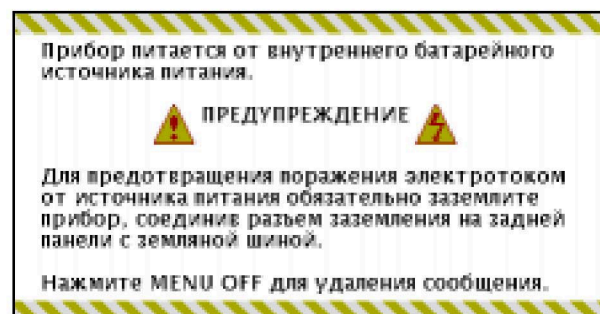 Прибор питается от внутреннего батарейного
источника питания.
ПРЕДУПРЕЖДЕНИЕ
Для предотвращения поражения электротоком
от источника питания обязательно заземлите
прибор, соединив разъем заземления на задней
панели с земляной шиной.
Нажмите MENU OFF для удаления сообщения.